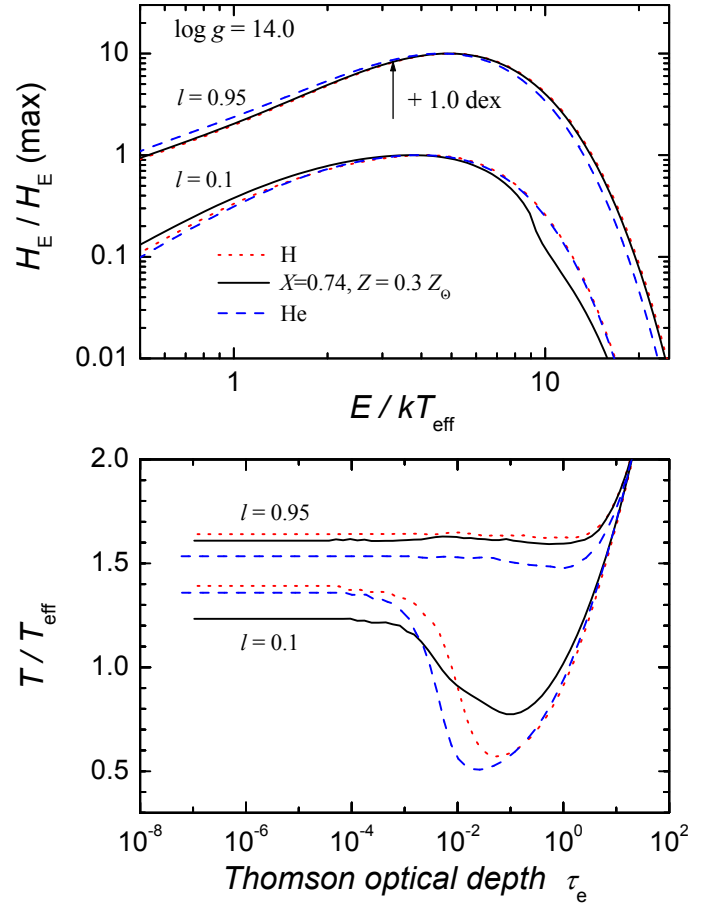 log g = 14.0
10
l = 0.95
+ 1.0 dex
1
l = 0.1
H_E / H_E (max)
0.1
H
X=0.74, Z = 0.3 Z_⊙
He
0.01
1
10
E / kT_eff
2.0
l = 0.95
1.5
l = 0.1
T / T_eff
1.0
0.5
10^-8
10^-6
10^-4
10^-2
10^0
10^2
Thomson optical depth τ_e